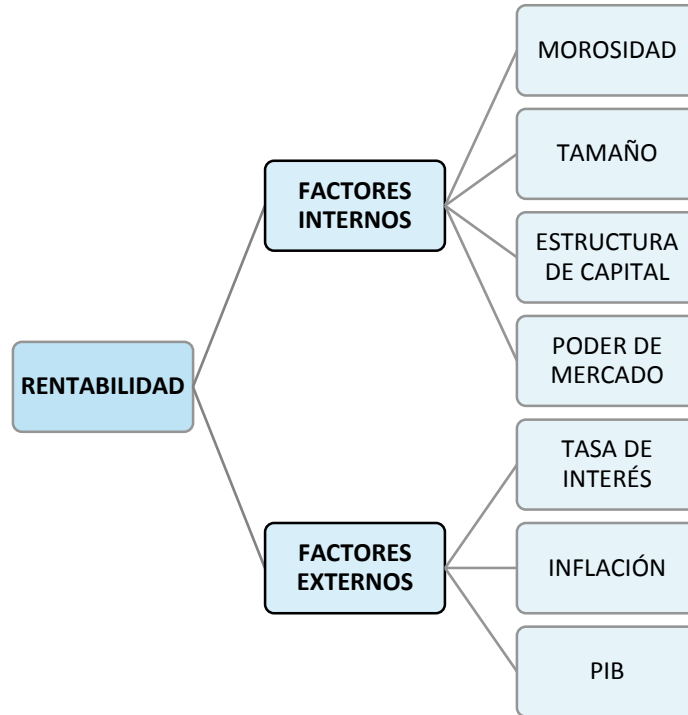 RENTABILIDAD
FACTORES
INTERNOS
MOROSIDAD
TAMAÑO
ESTRUCTURA
DE CAPITAL
PODER DE
MERCADO
FACTORES
EXTERNOS
TASA DE
INTERÉS
INFLACIÓN
PIB